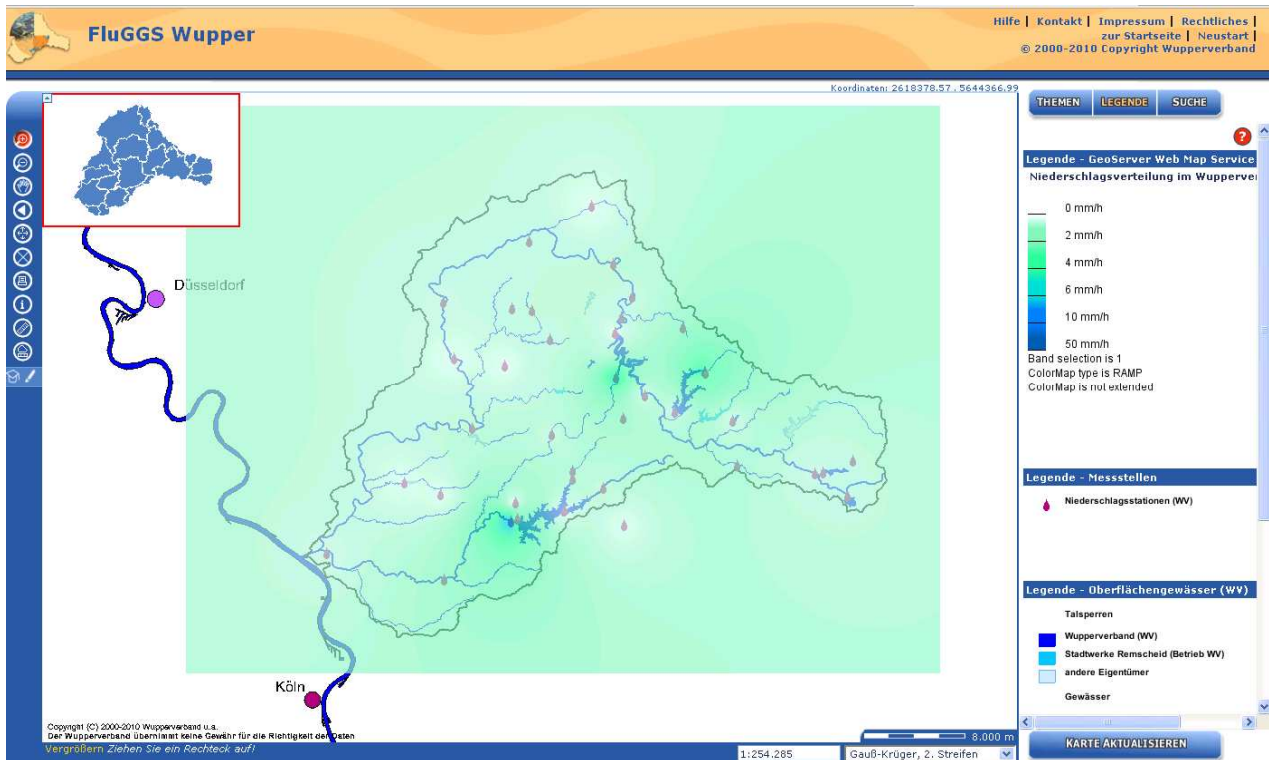 FluGGS Wupper
Hilfe | Kontakt | Impressum | Rechtliches |
zur Startseite | Neustart |
© 2000-2010 Copyright Wupperverband
Koordinaten: 2618378.57 , 5644366.99
THEMEN LEGENDE SUCHE
?
Legende - GeoServer Web Map Service
Niederschlagsverteilung im Wupperve
0 mm/h
2 mm/h
4 mm/h
6 mm/h
10 mm/h
50 mm/h
Band selection is 1
ColorMap type is RAMP
ColorMap is not extended
Legende - Messstellen
Niederschlagsstationen (WV)
Legende - Oberflächengewässer (WV)
Talsperren
Wupperverband (WV)
Stadtwerke Remscheid (Betrieb WV)
andere Eigentümer
Gewässer
Düsseldorf
Köln
Copyright (C) 2000-2010 Wupperverband u.a.
Der Wupperverband übernimmt keine Gewähr für die Richtigkeit der Daten
Vergrößern Ziehen Sie ein Rechteck auf!
8.000 m
1:254.285
Gauß-Krüger, 2. Streifen
KARTE AKTUALISIEREN